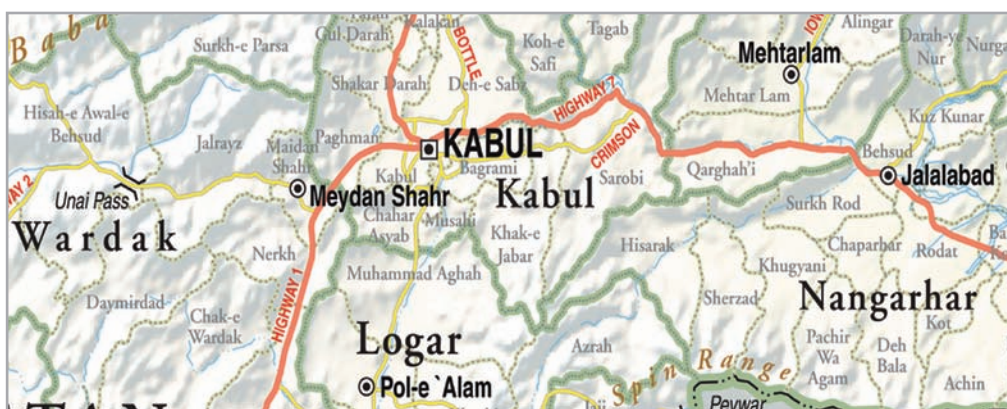 Baba
Surkh-e Parsa
Gul Darah
Kalakan
BOTTLE
Koh-e
Safi
Tagab
Alingar
Darah-ye
Nur
Mehtarlam
Shakar Darah
Deh-e Sabz
HIGHWAY 7
Mehtar Lam
Hisah-e Awal-e
Behsud
Jalrayz
Maidan
Shahr
Paghman
KABUL
CRIMSON
Kuz Kunar
Behsud
Unai Pass
Meydan Shahr
Kabul
Bagrami
Kabul
Sarobi
Qarghah'i
Jalalabad
Wardak
Chahar
Asyab
Musahi
Khak-e
Jabar
Surkh Rod
Nerkh
Hisarak
Chaparhar
Rodat
Muhammad Aghah
Khugyani
Daymirdad
HIGHWAY 1
Chak-e
Wardak
Sherzad
Nangarhar
Logar
Azrah
Pachir
Wa
Agam
Deh
Bala
Kot
Spin Range
Pol-e `Alam
Achin
Peywar